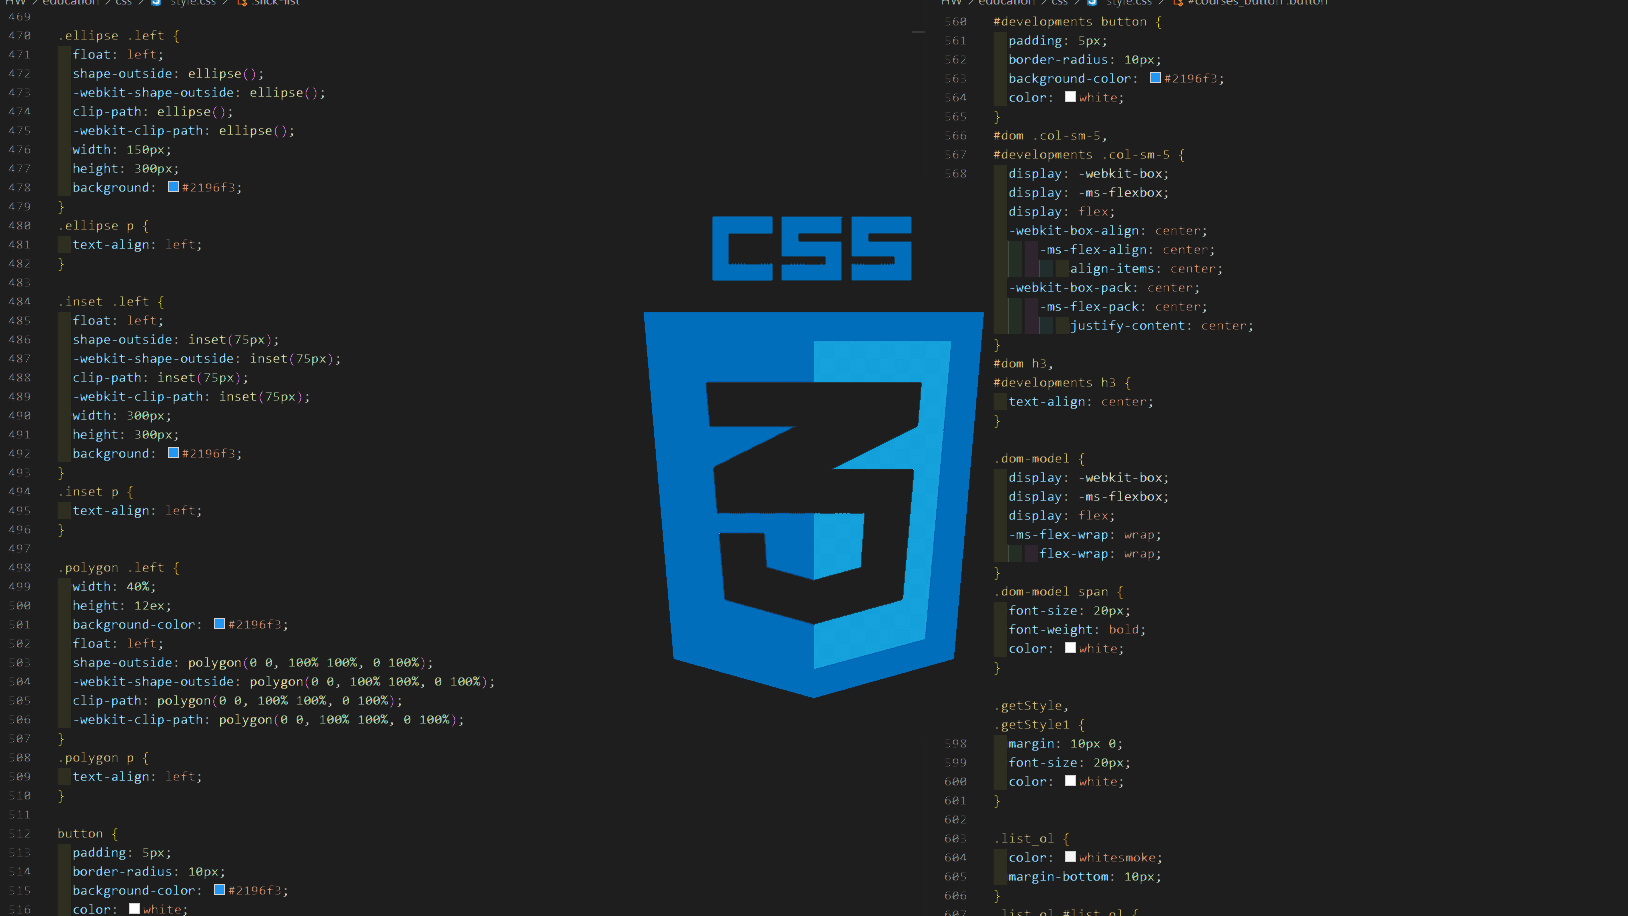 HW > education > css > style.css > .slick-list
469
470 .ellipse .left {
471 float: left;
472 shape-outside: ellipse();
473 -webkit-shape-outside: ellipse();
474 clip-path: ellipse();
475 -webkit-clip-path: ellipse();
476 width: 150px;
477 height: 300px;
478 background: #2196f3;
479 }
480 .ellipse p {
481 text-align: left;
482 }
483
484 .inset .left {
485 float: left;
486 shape-outside: inset(75px);
487 -webkit-shape-outside: inset(75px);
488 clip-path: inset(75px);
489 -webkit-clip-path: inset(75px);
490 width: 300px;
491 height: 300px;
492 background: #2196f3;
493 }
494 .inset p {
495 text-align: left;
496 }
497
498 .polygon .left {
499 width: 40%;
500 height: 12ex;
501 background-color: #2196f3;
502 float: left;
503 shape-outside: polygon(0 0, 100% 100%, 0 100%);
504 -webkit-shape-outside: polygon(0 0, 100% 100%, 0 100%);
505 clip-path: polygon(0 0, 100% 100%, 0 100%);
506 -webkit-clip-path: polygon(0 0, 100% 100%, 0 100%);
507 }
508 .polygon p {
509 text-align: left;
510 }
511
512 button {
513 padding: 5px;
514 border-radius: 10px;
515 background-color: #2196f3;
516 color: white;
CSS
3
HW > education > css > style.css > #courses_button .button
560 #developments button {
561 padding: 5px;
562 border-radius: 10px;
563 background-color: #2196f3;
564 color: white;
565 }
566 #dom .col-sm-5,
567 #developments .col-sm-5 {
568 display: -webkit-box;
display: -ms-flexbox;
display: flex;
-webkit-box-align: center;
-ms-flex-align: center;
align-items: center;
-webkit-box-pack: center;
-ms-flex-pack: center;
justify-content: center;
}
#dom h3,
#developments h3 {
text-align: center;
}
.dom-model {
display: -webkit-box;
display: -ms-flexbox;
display: flex;
-ms-flex-wrap: wrap;
flex-wrap: wrap;
}
.dom-model span {
font-size: 20px;
font-weight: bold;
color: white;
}
.getStyle,
.getStyle1 {
598 margin: 10px 0;
599 font-size: 20px;
600 color: white;
601 }
602
603 .list_ol {
604 color: whitesmoke;
605 margin-bottom: 10px;
606 }
607 .list_ol #list_ol {